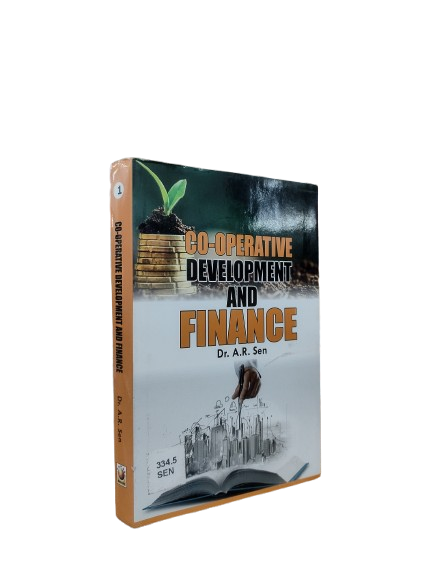 1
CO-OPERATIVE DEVELOPMENT AND FINANCE
Dr. A.R. Sen
CO-OPERATIVE
DEVELOPMENT
AND
FINANCE
Dr. A.R. Sen
334.5
SEN